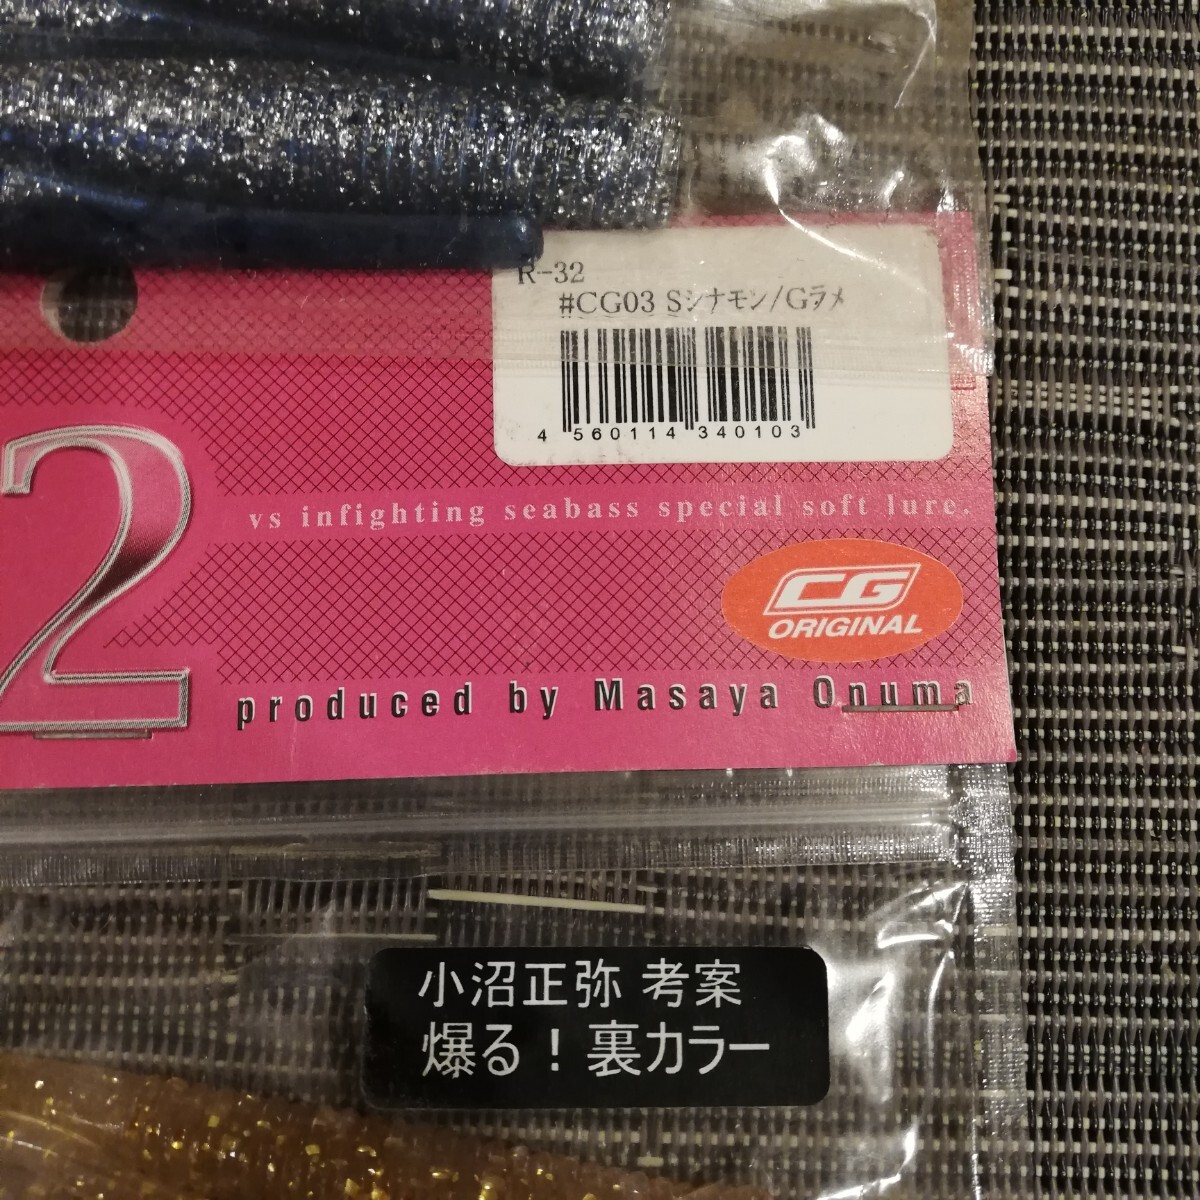 R-32
#CG03 Sシナモン/Gラメ
4 560114 340103
2
vs infighting seabass special soft lure.
CG
ORIGINAL
produced by Masaya Onuma
小沼正弥 考案
爆る！裏カラー